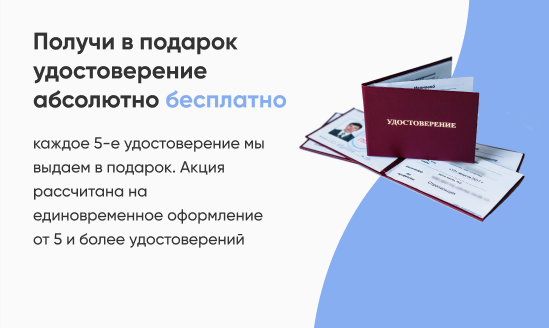 Получи в подарок
удостоверение
абсолютно бесплатно
каждое 5-е удостоверение мы
выдаем в подарок. Акция
рассчитана на
единовременное оформление
от 5 и более удостоверений
УДОСТОВЕРЕНИЕ